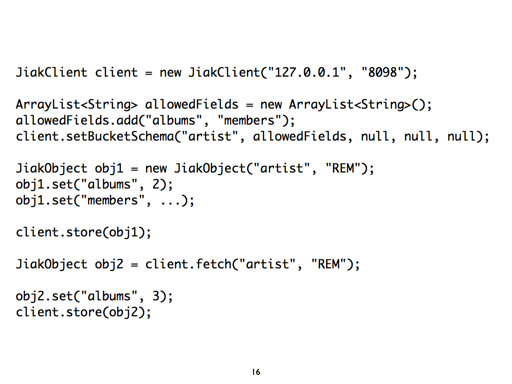 JiakClient client = new JiakClient("127.0.0.1", "8098");
ArrayList<String> allowedFields = new ArrayList<String>();
allowedFields.add("albums", "members");
client.setBucketSchema("artist", allowedFields, null, null, null);
JiakObject obj1 = new JiakObject("artist", "REM");
obj1.set("albums", 2);
obj1.set("members", ...);
client.store(obj1);
JiakObject obj2 = client.fetch("artist", "REM");
obj2.set("albums", 3);
client.store(obj2);
16